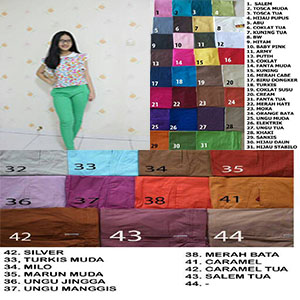 1. SALEM
2. TOSCA MUDA
3. TOSCA TUA
4. HIJAU PUPUS
5. ABU
6. COKLAT TUA
7. KUNING TUA
8. BW
9. HITAM
10. BABY PINK
11. ARMY
12. PUTIH
13. COKLAT
14. FANTA MUDA
15. KUNING
16. MERAH CABE
17. BIRU DONGKER
18. TURKIS
19. COKLAT SUSU
20. CREAM
21. FANTA TUA
22. MERAH HATI
23. MOKA
24. ORANGE BATA
25. UNGU MUDA
26. ELEKTRIK
27. UNGU TUA
28. KHAKI
29. SANKIS
30. HIJAU DAUN
31. HIJAU STABILO
32 33 34 35
36 37 38 41
42 43 44
42. SILVER
33, TURKIS MUDA
34. MILO
35. MARUN MUDA
36. UNGU JINGGA
37. UNGU MANGGIS
38. MERAH BATA
41. CARAMEL
42. CARAMEL TUA
43. SALEM TUA
44. -